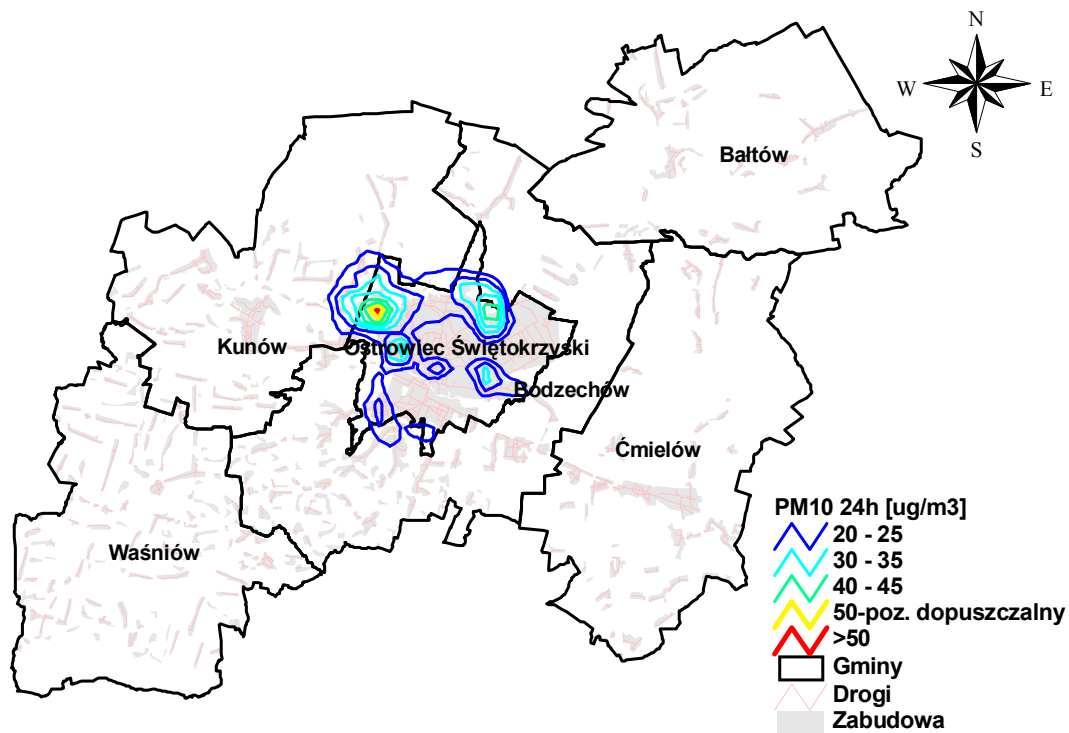 N
W E
S
Bałtów
Kunów
Ostrowiec Świętokrzyski
Bodzechów
Ćmielów
Waśniów
PM10 24h [ug/m3]
20 - 25
30 - 35
40 - 45
50-poz. dopuszczalny
>50
Gminy
Drogi
Zabudowa